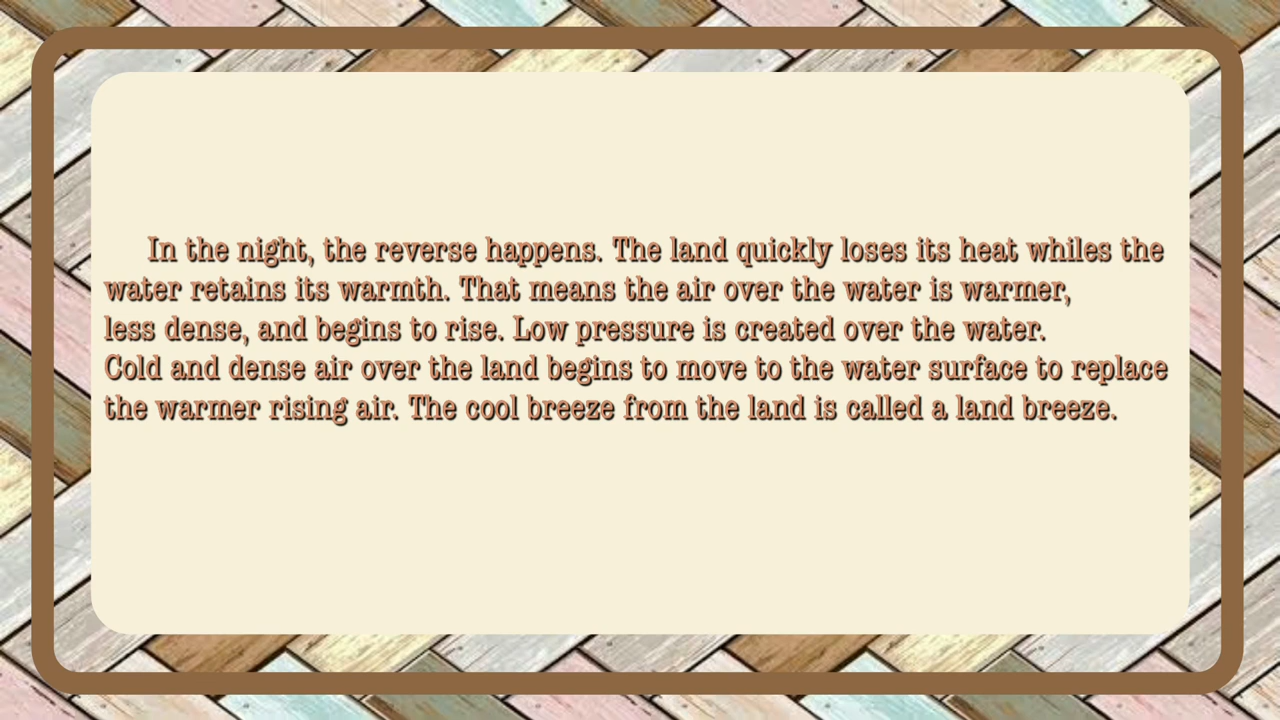 In the night, the reverse happens. The land quickly loses its heat whiles the
water retains its warmth. That means the air over the water is warmer,
less dense, and begins to rise. Low pressure is created over the water.
Cold and dense air over the land begins to move to the water surface to replace
the warmer rising air. The cool breeze from the land is called a land breeze.